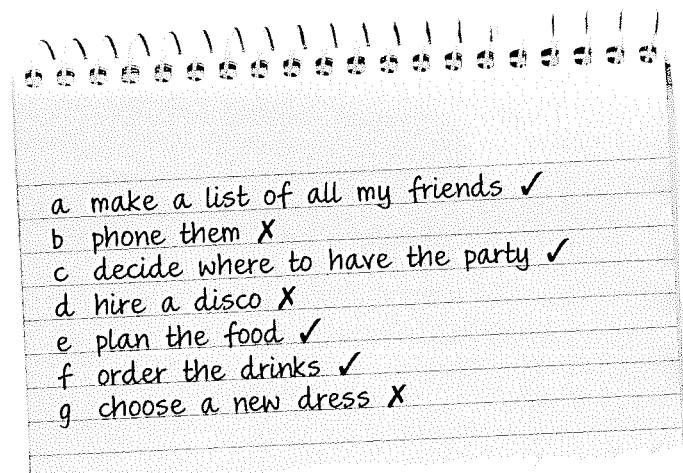 a make a list of all my friends ✓
b phone them ✗
c decide where to have the party ✓
d hire a disco ✗
e plan the food ✓
f order the drinks ✓
g choose a new dress ✗